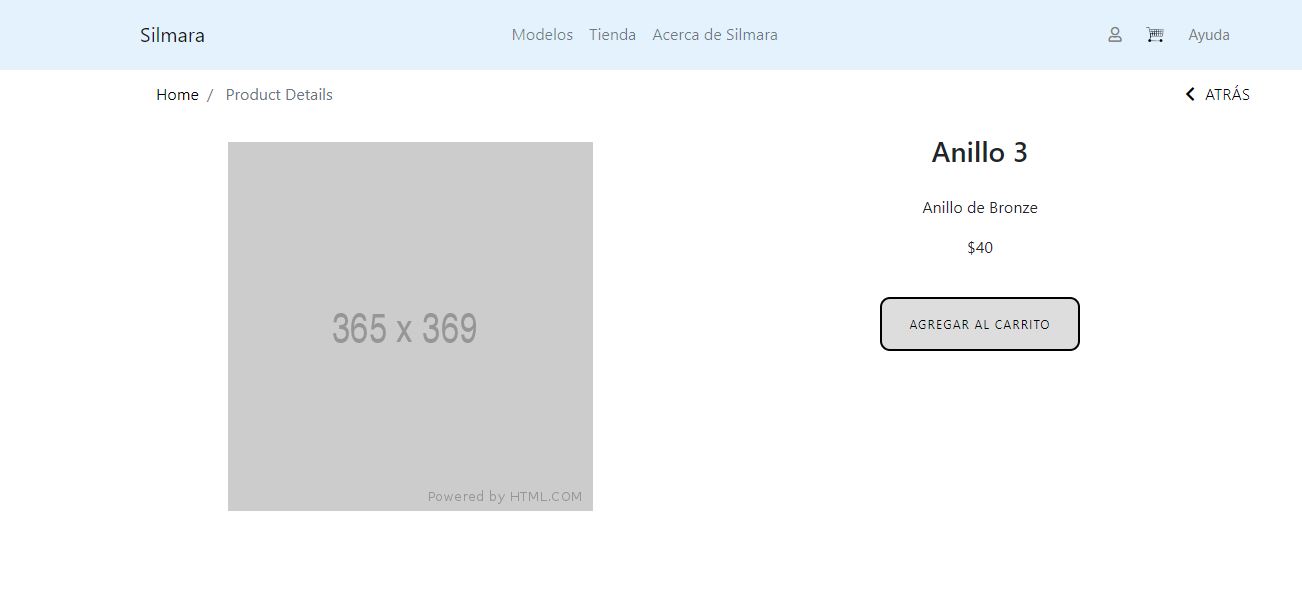 Silmara Modelos Tienda Acerca de Silmara Ayuda
Home / Product Details ATRÁS
Anillo 3
Anillo de Bronze
$40
AGREGAR AL CARRITO
365 x 369
Powered by HTML.COM